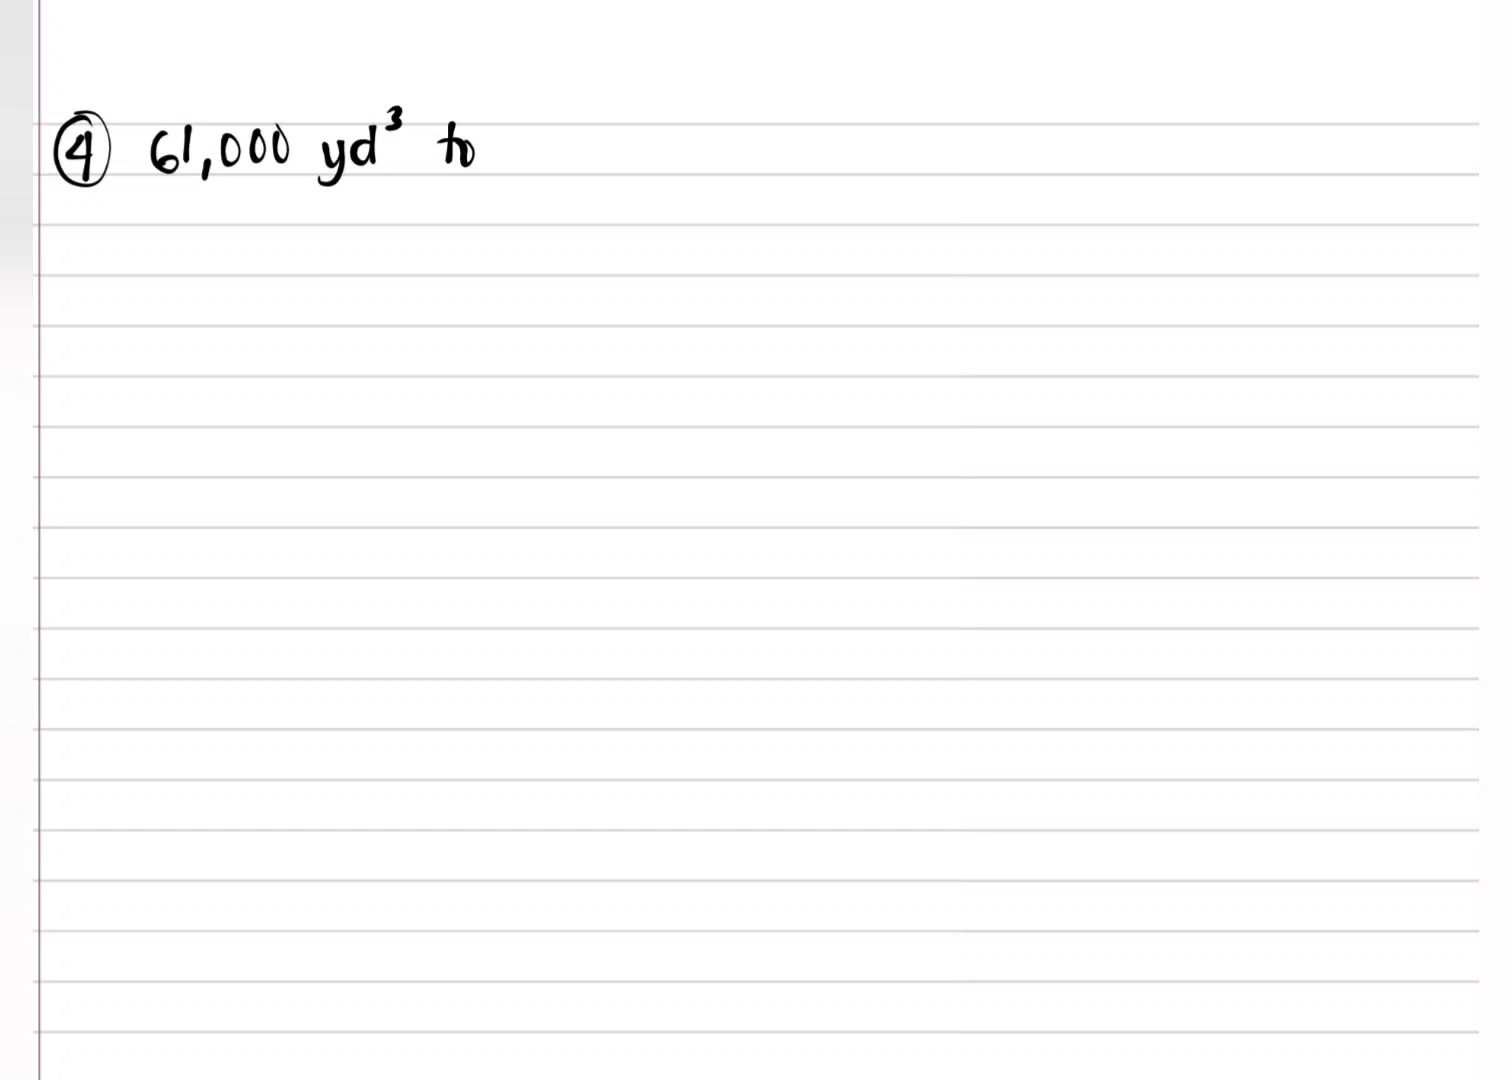 ④ 61,000 yd³ to